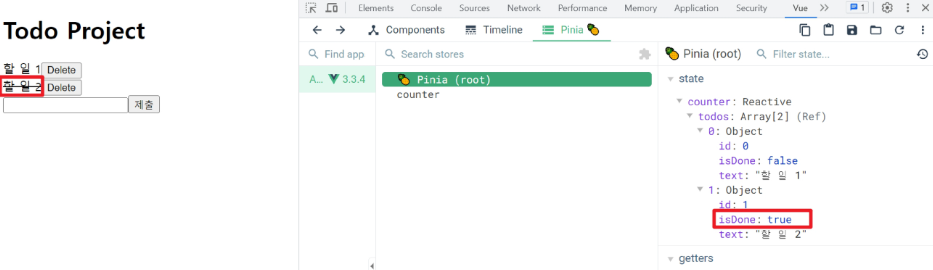 Todo Project
할 일 1 Delete
할 일 2 Delete
제출
Elements Console Sources Network Performance Memory Application Security Vue 1
Components Timeline Pinia 🍍
Find app Search stores 🍍 Pinia (root) Filter state...
A... 3.3.4 🍍 Pinia (root)
counter
state
counter: Reactive
todos: Array[2] (Ref)
0: Object
id: 0
isDone: false
text: "할 일 1"
1: Object
id: 1
isDone: true
text: "할 일 2"
getters